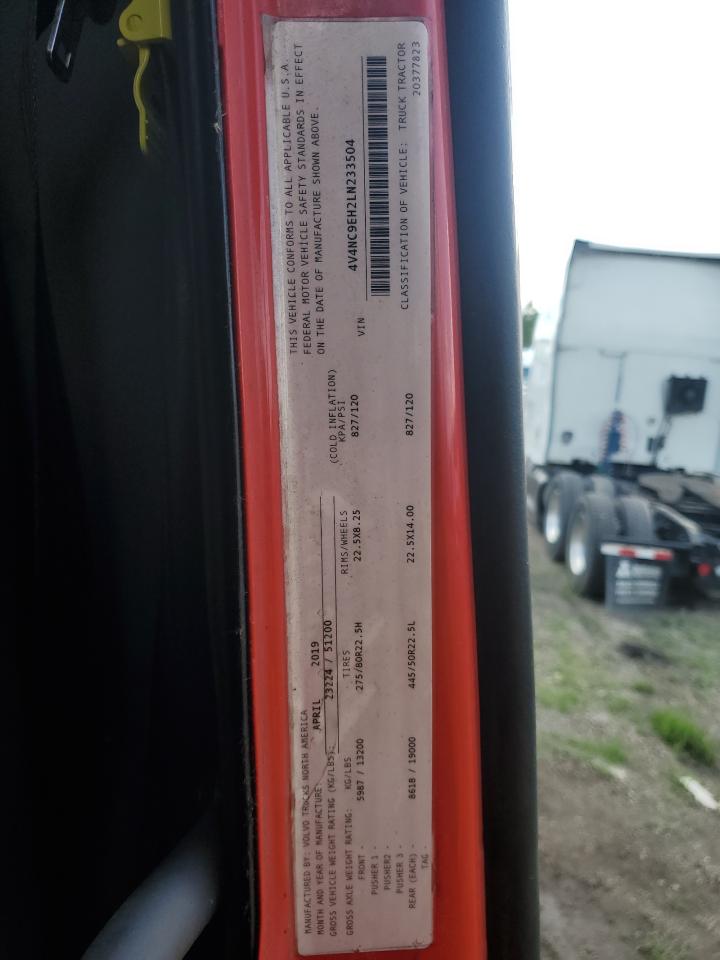 MANUFACTURED BY: VOLVO TRUCKS NORTH AMERICA
MONTH AND YEAR OF MANUFACTURE: APRIL 2019
GROSS VEHICLE WEIGHT RATING (KG/LBS): 23224 / 51200
GROSS AXLE WEIGHT RATING: KG/LBS TIRES RIMS/WHEELS (COLD INFLATION) KPA/PSI
FRONT - 5987 / 13200 275/80R22.5H 22.5X8.25 827/120
PUSHER 1 -
PUSHER2 -
PUSHER 3 -
REAR (EACH) - 8618 / 19000 445/50R22.5L 22.5X14.00 827/120
TAG -
THIS VEHICLE CONFORMS TO ALL APPLICABLE U.S.A.
FEDERAL MOTOR VEHICLE SAFETY STANDARDS IN EFFECT
ON THE DATE OF MANUFACTURE SHOWN ABOVE.
4V4NC9EH2LN233504
VIN
CLASSIFICATION OF VEHICLE: TRUCK TRACTOR
20377823